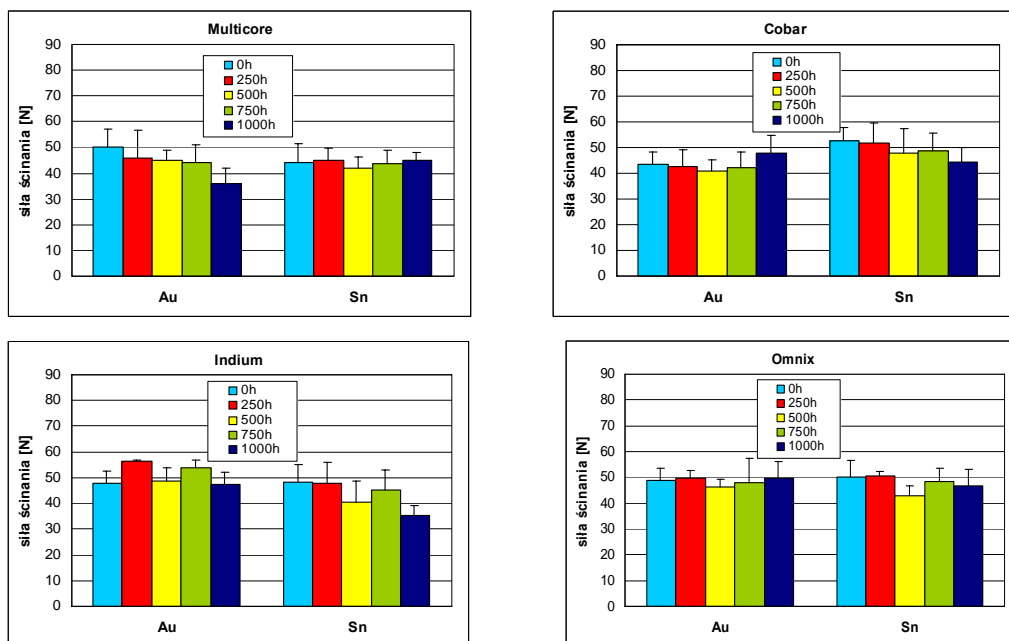 Multicore
siła ścinania [N]
90
80
70
60
50
40
30
20
10
0
0h
250h
500h
750h
1000h
Au
Sn
Cobar
siła ścinania [N]
90
80
70
60
50
40
30
20
10
0
0h
250h
500h
750h
1000h
Au
Sn
Indium
siła ścinania [N]
90
80
70
60
50
40
30
20
10
0
0h
250h
500h
750h
1000h
Au
Sn
Omnix
siła ścinania [N]
90
80
70
60
50
40
30
20
10
0
0h
250h
500h
750h
1000h
Au
Sn